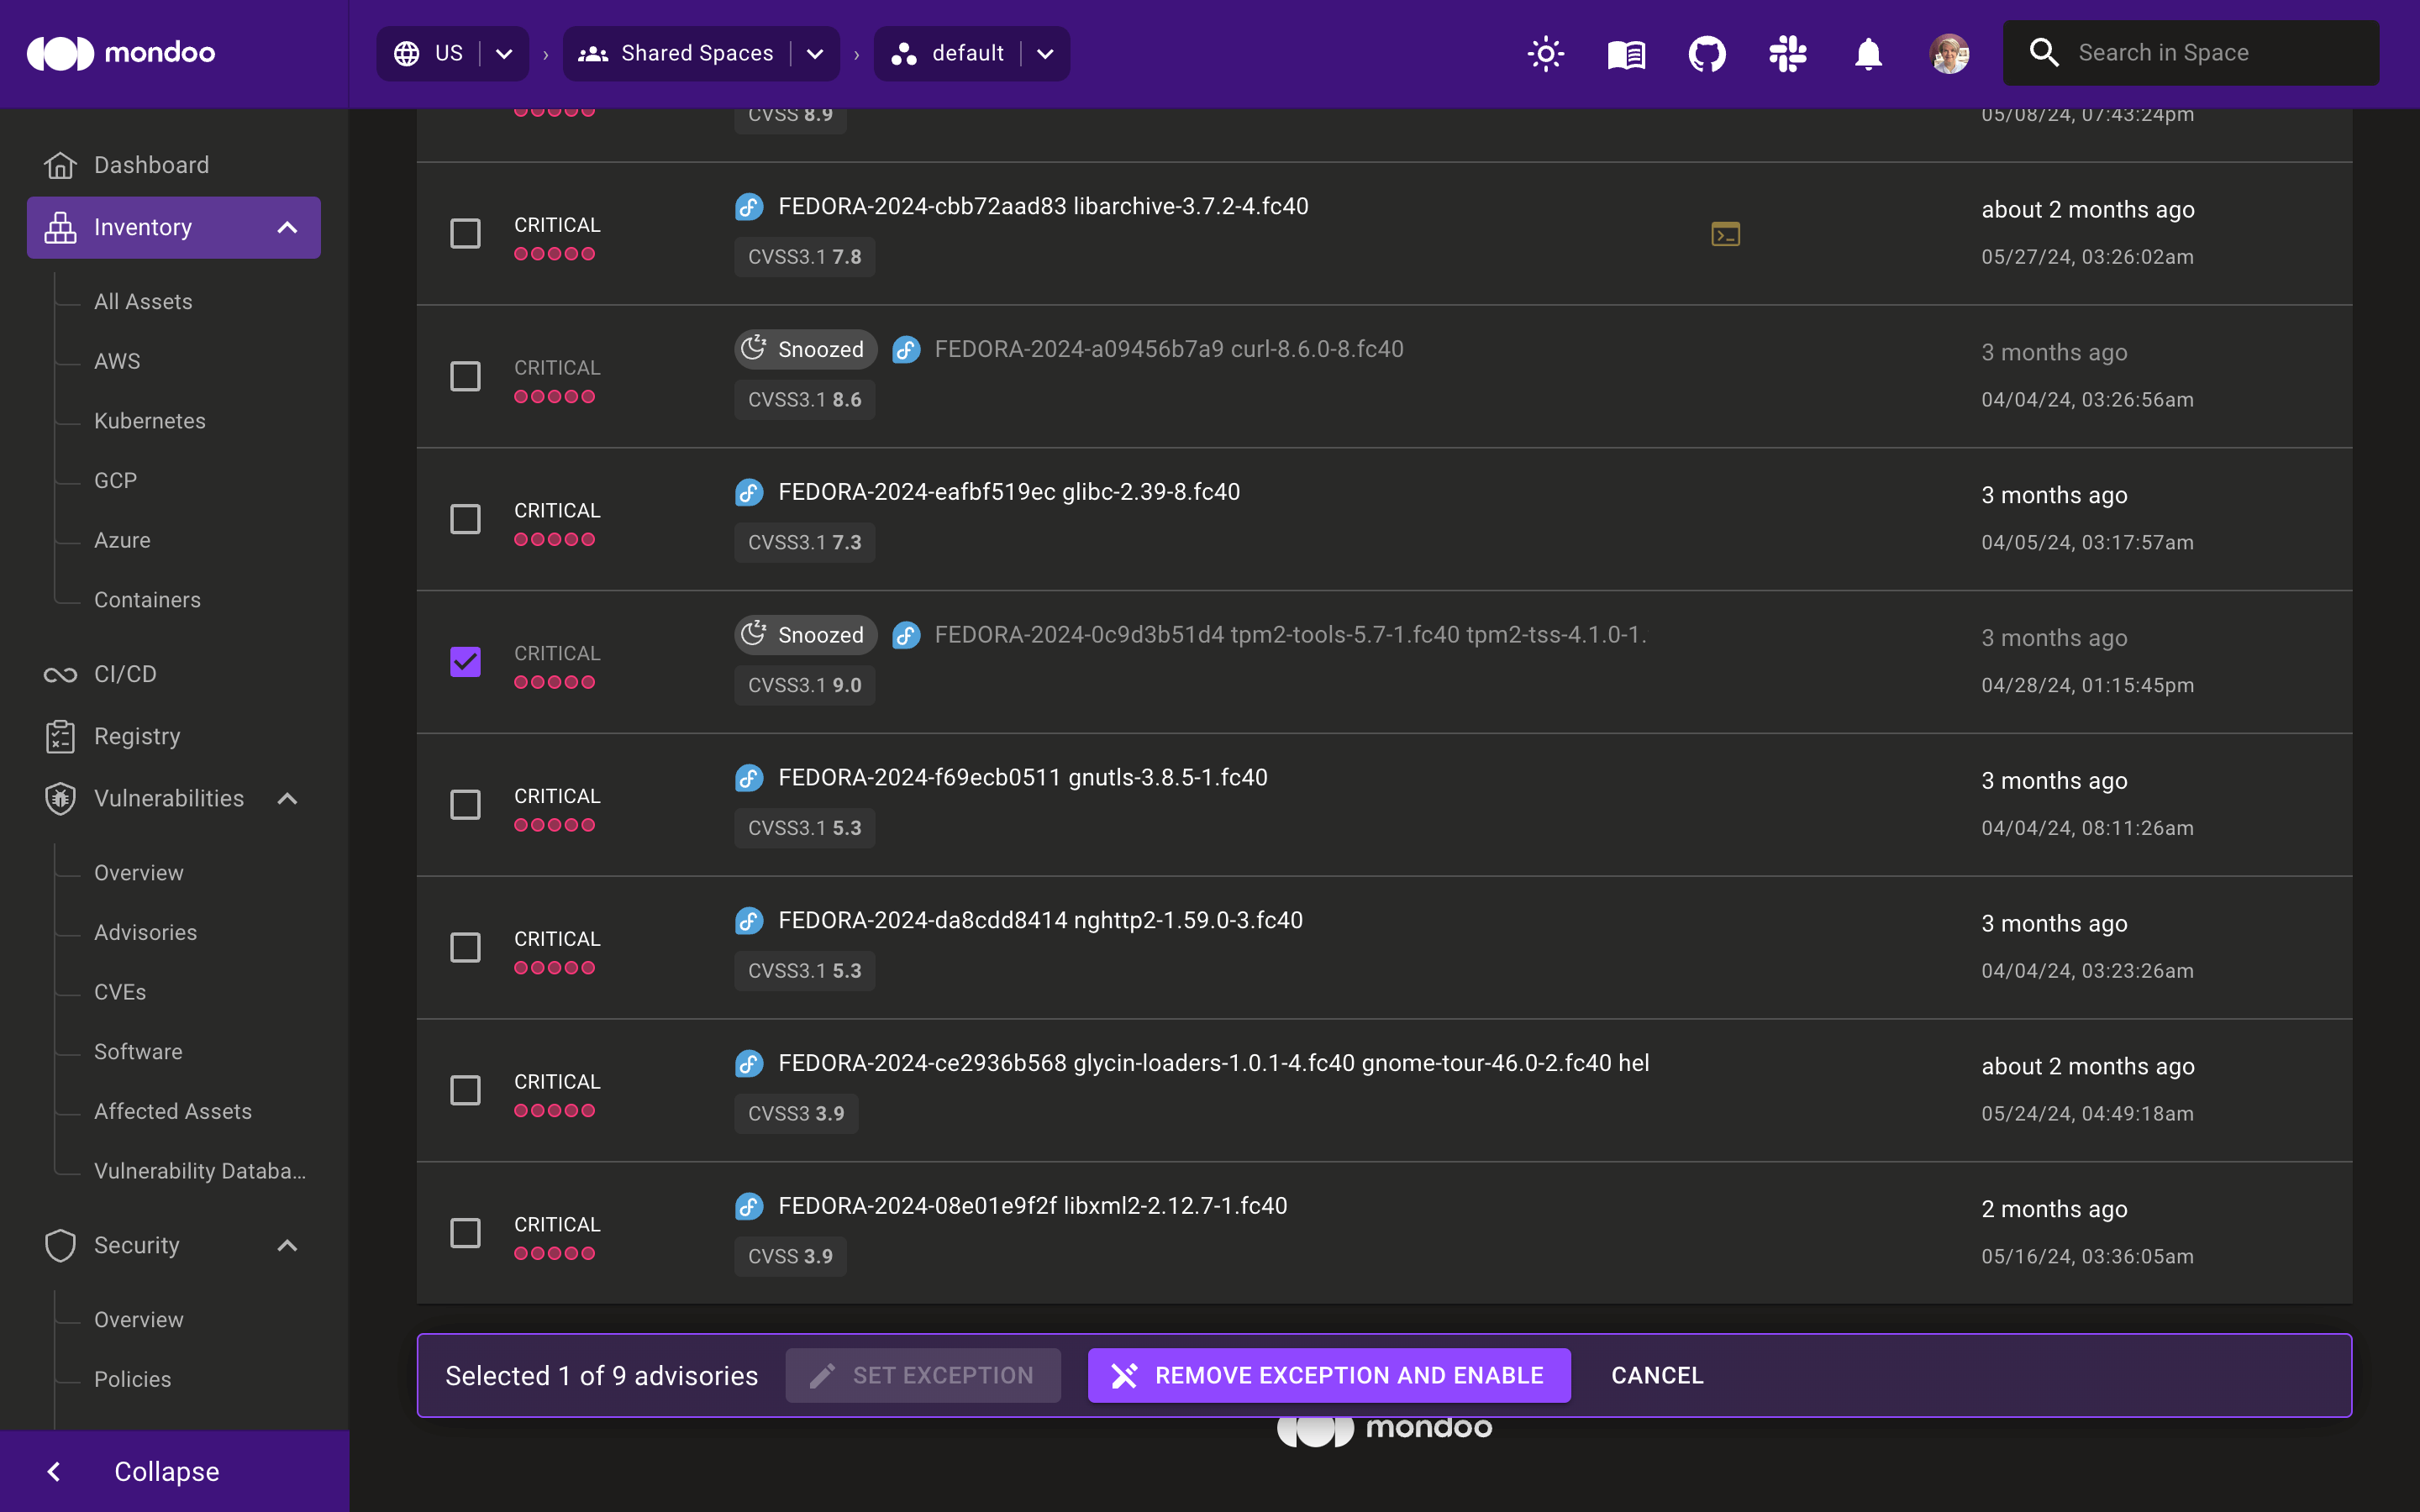 mondoo
US
Shared Spaces
default
Search in Space
Dashboard
Inventory
All Assets
AWS
Kubernetes
GCP
Azure
Containers
CI/CD
Registry
Vulnerabilities
Overview
Advisories
CVEs
Software
Affected Assets
Vulnerability Databa...
Security
Overview
Policies
Collapse
CVSS 8.9
05/08/24, 07:43:24pm
CRITICAL
FEDORA-2024-cbb72aad83 libarchive-3.7.2-4.fc40
CVSS3.1 7.8
about 2 months ago
05/27/24, 03:26:02am
CRITICAL
Snoozed FEDORA-2024-a09456b7a9 curl-8.6.0-8.fc40
CVSS3.1 8.6
3 months ago
04/04/24, 03:26:56am
CRITICAL
FEDORA-2024-eafbf519ec glibc-2.39-8.fc40
CVSS3.1 7.3
3 months ago
04/05/24, 03:17:57am
CRITICAL
Snoozed FEDORA-2024-0c9d3b51d4 tpm2-tools-5.7-1.fc40 tpm2-tss-4.1.0-1.
CVSS3.1 9.0
3 months ago
04/28/24, 01:15:45pm
CRITICAL
FEDORA-2024-f69ecb0511 gnutls-3.8.5-1.fc40
CVSS3.1 5.3
3 months ago
04/04/24, 08:11:26am
CRITICAL
FEDORA-2024-da8cdd8414 nghttp2-1.59.0-3.fc40
CVSS3.1 5.3
3 months ago
04/04/24, 03:23:26am
CRITICAL
FEDORA-2024-ce2936b568 glycin-loaders-1.0.1-4.fc40 gnome-tour-46.0-2.fc40 hel
CVSS3 3.9
about 2 months ago
05/24/24, 04:49:18am
CRITICAL
FEDORA-2024-08e01e9f2f libxml2-2.12.7-1.fc40
CVSS 3.9
2 months ago
05/16/24, 03:36:05am
Selected 1 of 9 advisories
SET EXCEPTION
REMOVE EXCEPTION AND ENABLE
CANCEL
mondoo